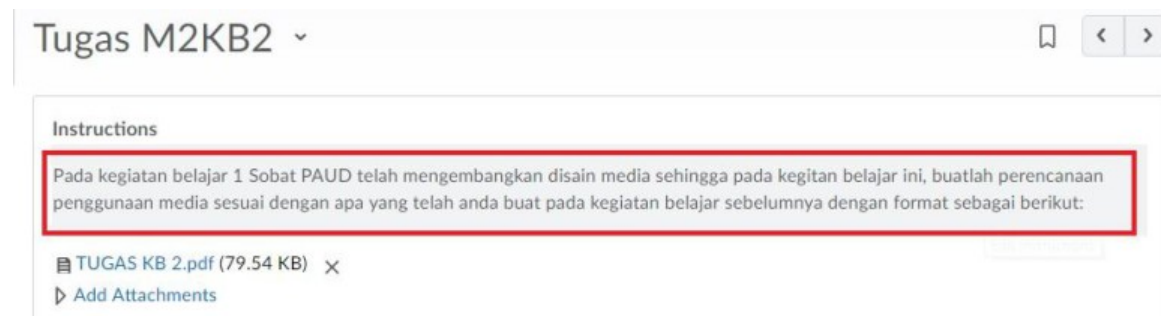 Tugas M2KB2
Instructions
Pada kegiatan belajar 1 Sobat PAUD telah mengembangkan disain media sehingga pada kegitan belajar ini, buatlah perencanaan
penggunaan media sesuai dengan apa yang telah anda buat pada kegiatan belajar sebelumnya dengan format sebagai berikut:
TUGAS KB 2.pdf (79.54 KB)
Add Attachments